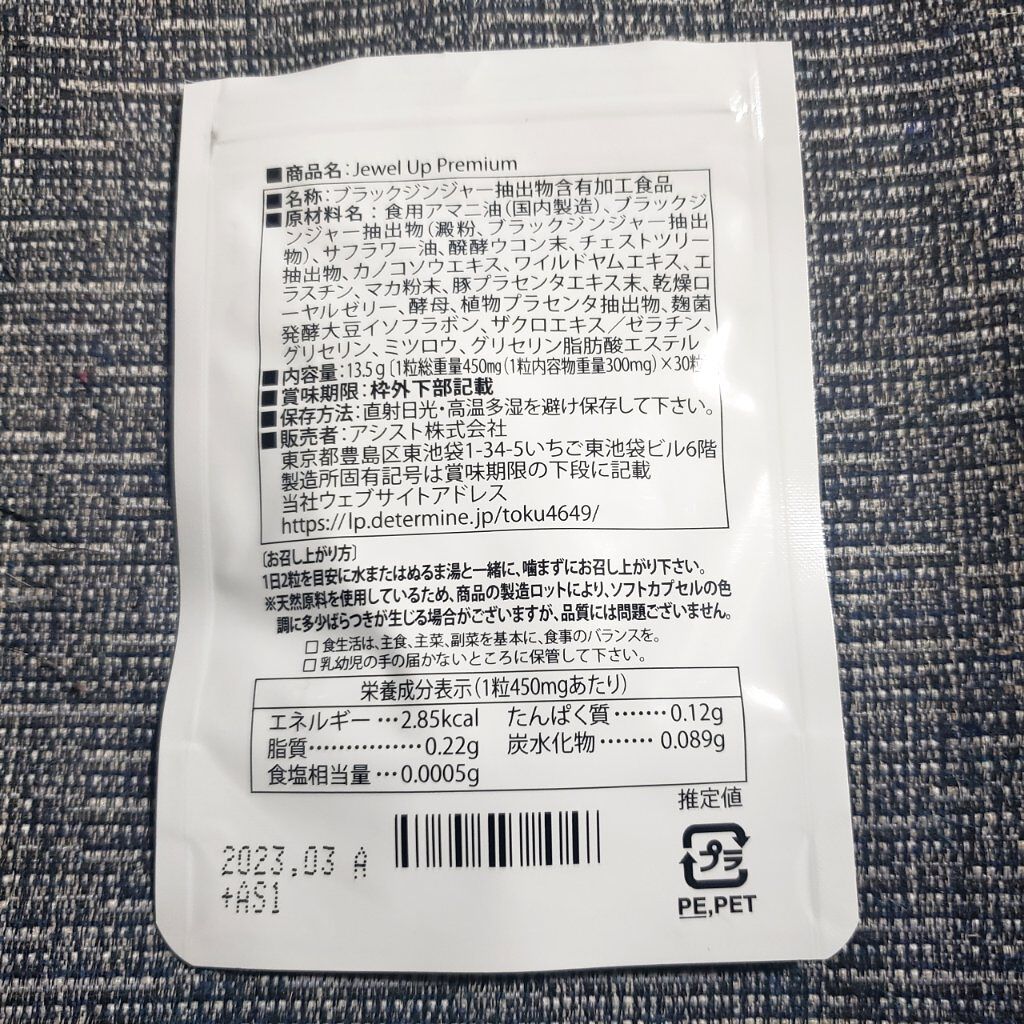 ■商品名：Jewel Up Premium
■名称：ブラックジンジャー抽出物含有加工食品
■原材料名：食用アマニ油（国内製造）、ブラックジ
ンジャー抽出物（澱粉、ブラックジンジャー抽出
物）、サフラワー油、醗酵ウコン末、チェストツリー
抽出物、カノコソウエキス、ワイルドヤムエキス、エ
ラスチン、マカ粉末、豚プラセンタエキス末、乾燥ロ
ーヤルゼリー、酵母、植物プラセンタ抽出物、麹菌
発酵大豆イソフラボン、ザクロエキス／ゼラチン、
グリセリン、ミツロウ、グリセリン脂肪酸エステル
■内容量：13.5g〔1粒総重量450mg（1粒内容物重量300mg）×30粒
■賞味期限：枠外下部記載
■保存方法：直射日光・高温多湿を避け保存して下さい。
■販売者：アシスト株式会社
東京都豊島区東池袋1-34-5いちご東池袋ビル6階
製造所固有記号は賞味期限の下段に記載
当社ウェブサイトアドレス
https://lp.determine.jp/toku4649/
〔お召し上がり方〕
1日2粒を目安に水またはぬるま湯と一緒に、噛まずにお召し上がり下さい。
※天然原料を使用しているため、商品の製造ロットにより、ソフトカプセルの色
調に多少ばらつきが生じる場合がございますが、品質には問題ございません。
□食生活は、主食、主菜、副菜を基本に、食事のバランスを。
□乳幼児の手の届かないところに保管して下さい。
栄養成分表示（1粒450mgあたり）
エネルギー…2.85kcal たんぱく質……0.12g
脂質……………0.22g 炭水化物……0.089g
食塩相当量…0.0005g
推定値
2023,03 A
+AS1
プラ
PE,PET